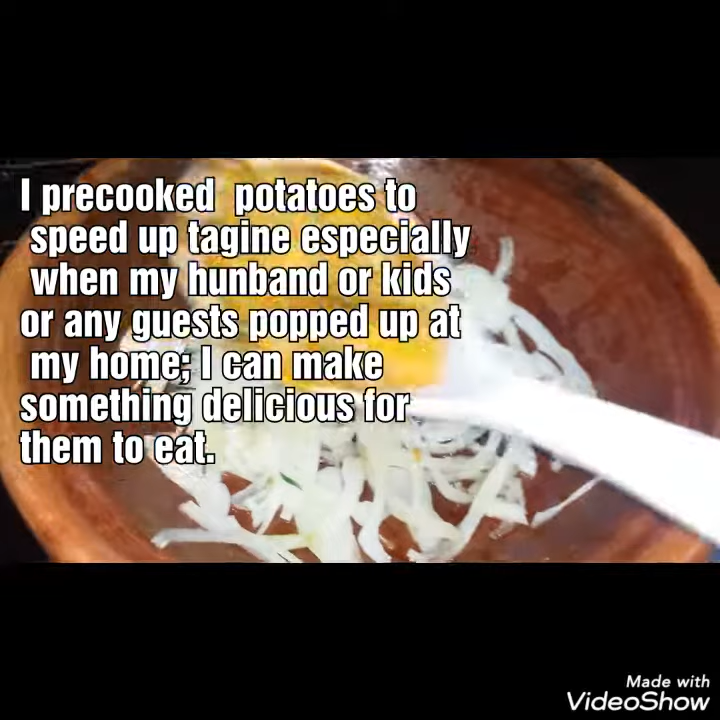 I precooked  potatoes to
speed up tagine especially
when my hunband or kids
or any guests popped up at
my home; I can make
something delicious for
them to eat.
Made with
VideoShow